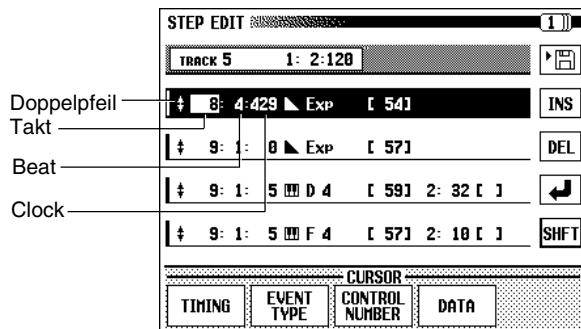 STEP EDIT 1
TRACK 5 1: 2:120
Doppelpfeil
Takt
Beat
Clock
8: 4:429 Exp [ 54]
9: 1: 0 Exp [ 57]
9: 1: 5 D 4 [ 59] 2: 32 [ ]
9: 1: 5 F 4 [ 57] 2: 10 [ ]
INS
DEL
SHFT
CURSOR
TIMING
EVENT TYPE
CONTROL NUMBER
DATA